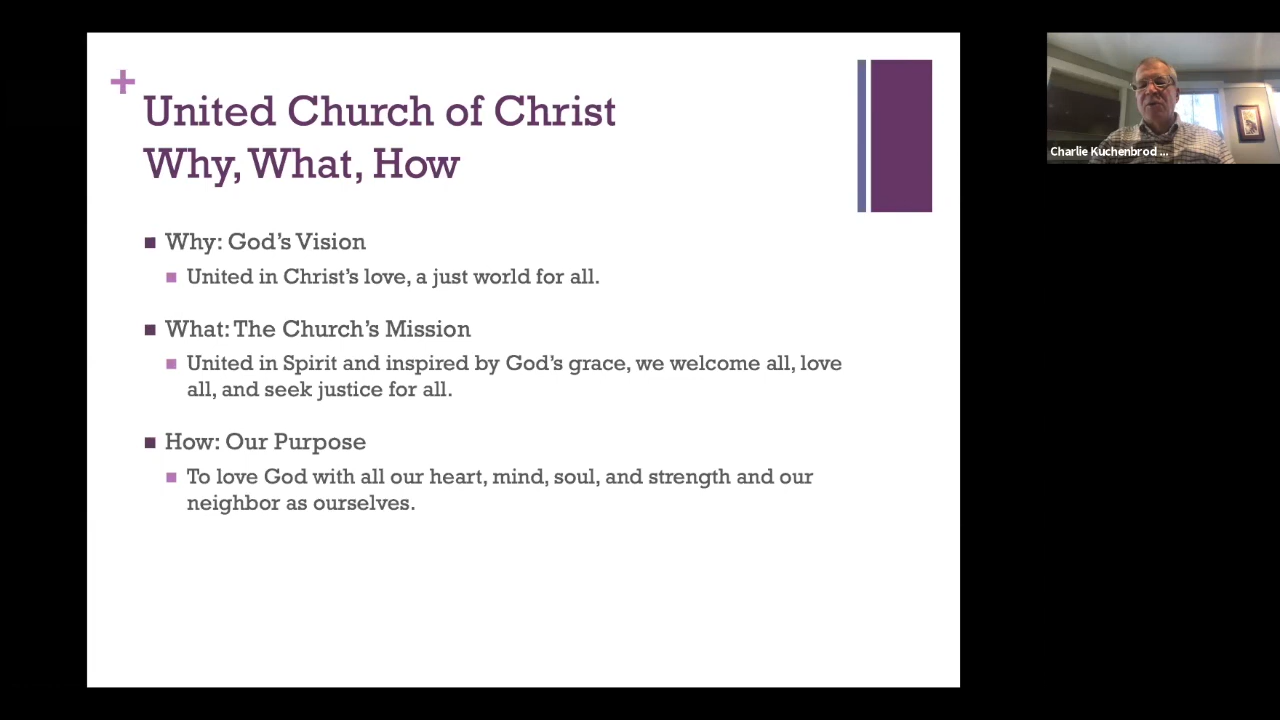 +
United Church of Christ
Why, What, How
Why: God's Vision
United in Christ's love, a just world for all.
What: The Church's Mission
United in Spirit and inspired by God's grace, we welcome all, love
all, and seek justice for all.
How: Our Purpose
To love God with all our heart, mind, soul, and strength and our
neighbor as ourselves.
Charlie Kuchenbrod ...